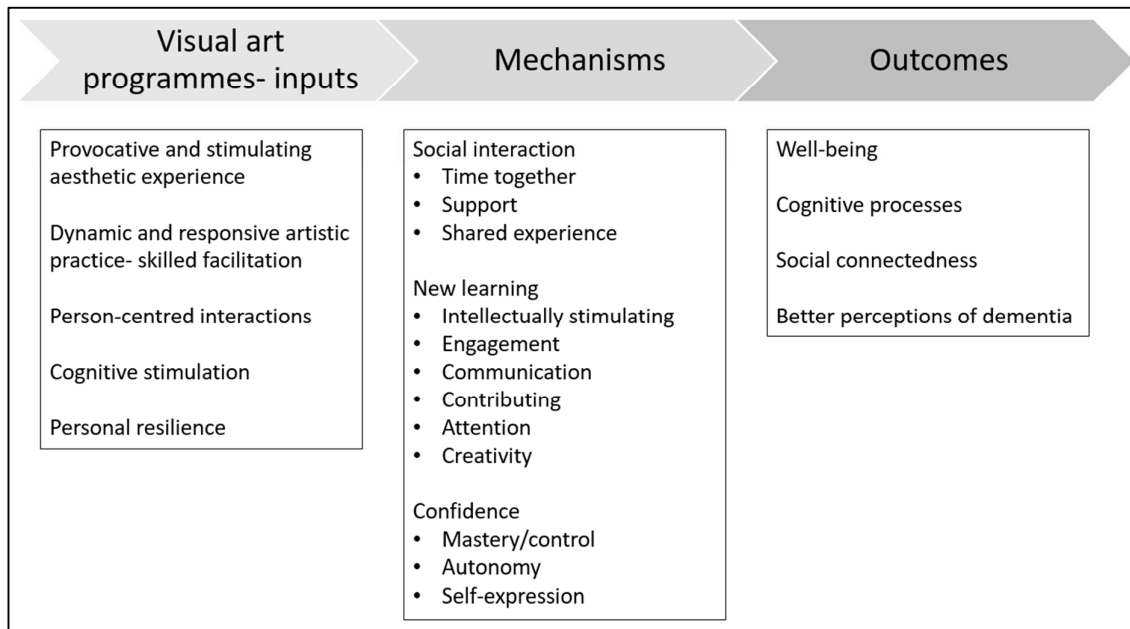 Visual art
programmes- inputs
Mechanisms
Outcomes
Provocative and stimulating
aesthetic experience
Dynamic and responsive artistic
practice- skilled facilitation
Person-centred interactions
Cognitive stimulation
Personal resilience
Social interaction
• Time together
• Support
• Shared experience
New learning
• Intellectually stimulating
• Engagement
• Communication
• Contributing
• Attention
• Creativity
Confidence
• Mastery/control
• Autonomy
• Self-expression
Well-being
Cognitive processes
Social connectedness
Better perceptions of dementia